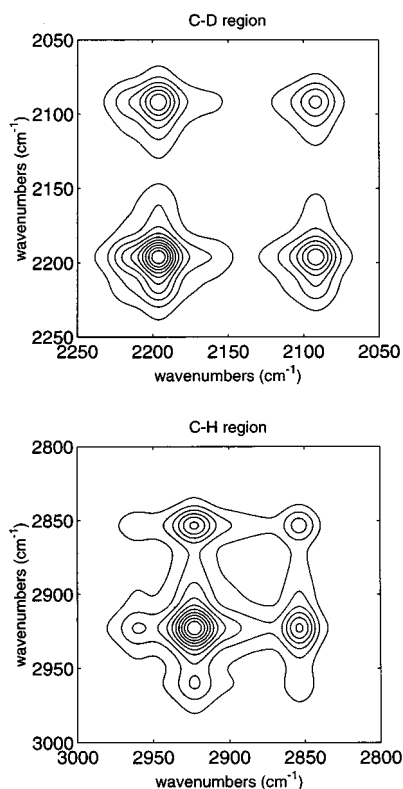 C-D region
2050
2100
2150
2200
2250
wavenumbers (cm-1)
2250 2200 2150 2100 2050
wavenumbers (cm-1)
C-H region
2800
2850
2900
2950
3000
wavenumbers (cm-1)
3000 2950 2900 2850 2800
wavenumbers (cm-1)